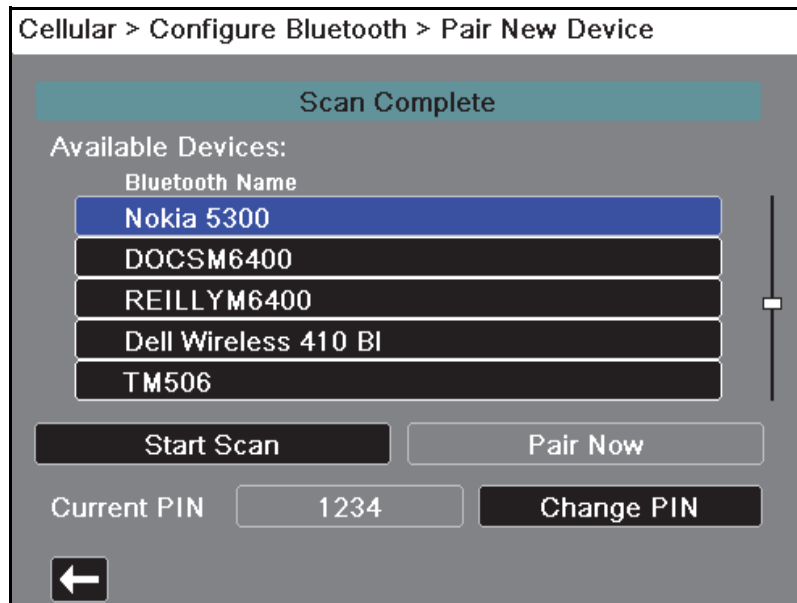 Cellular > Configure Bluetooth > Pair New Device
Scan Complete
Available Devices:
Bluetooth Name
Nokia 5300
DOCSM6400
REILLYM6400
Dell Wireless 410 Bl
TM506
Start Scan
Pair Now
Current PIN
1234
Change PIN